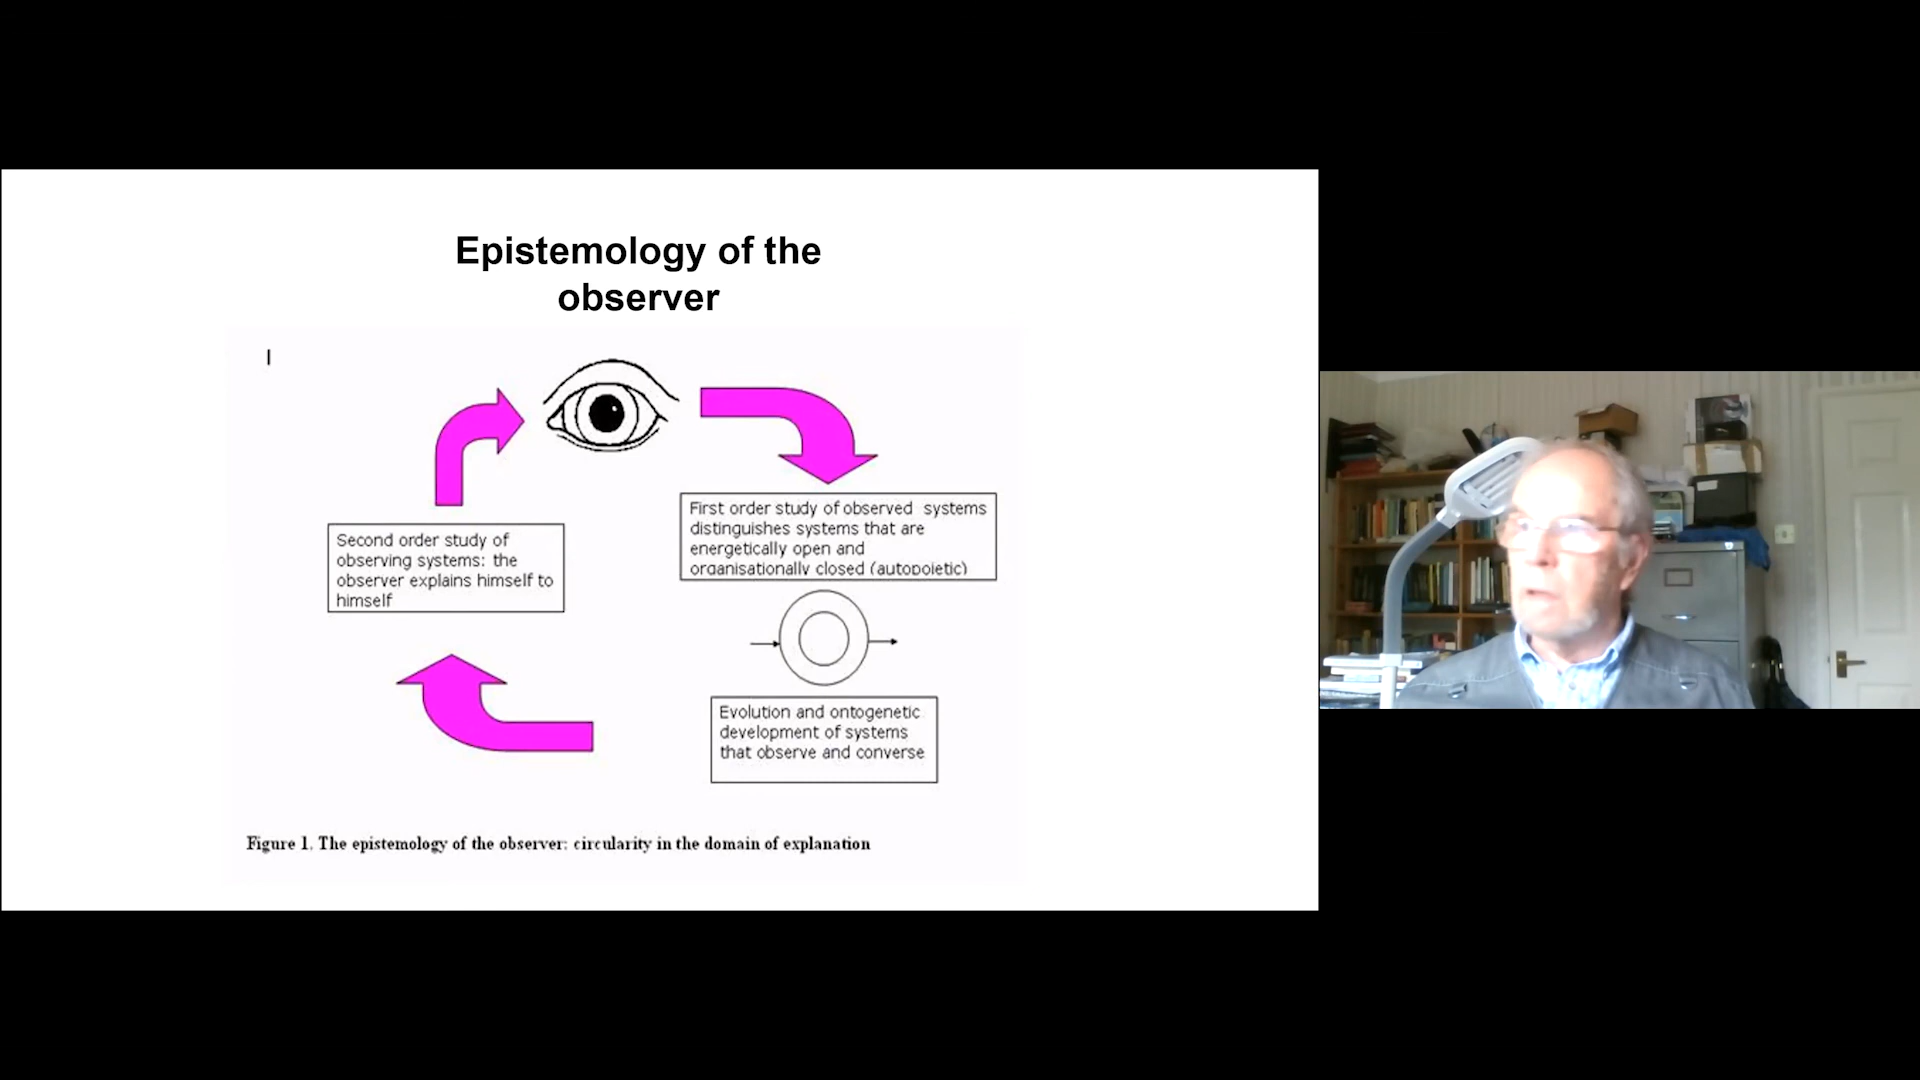 Epistemology of the
observer
First order study of observed systems
distinguishes systems that are
energetically open and
organisationally closed (autopoietic)
Second order study of
observing systems: the
observer explains himself to
himself
Evolution and ontogenetic
development of systems
that observe and converse
Figure 1. The epistemology of the observer: circularity in the domain of explanation